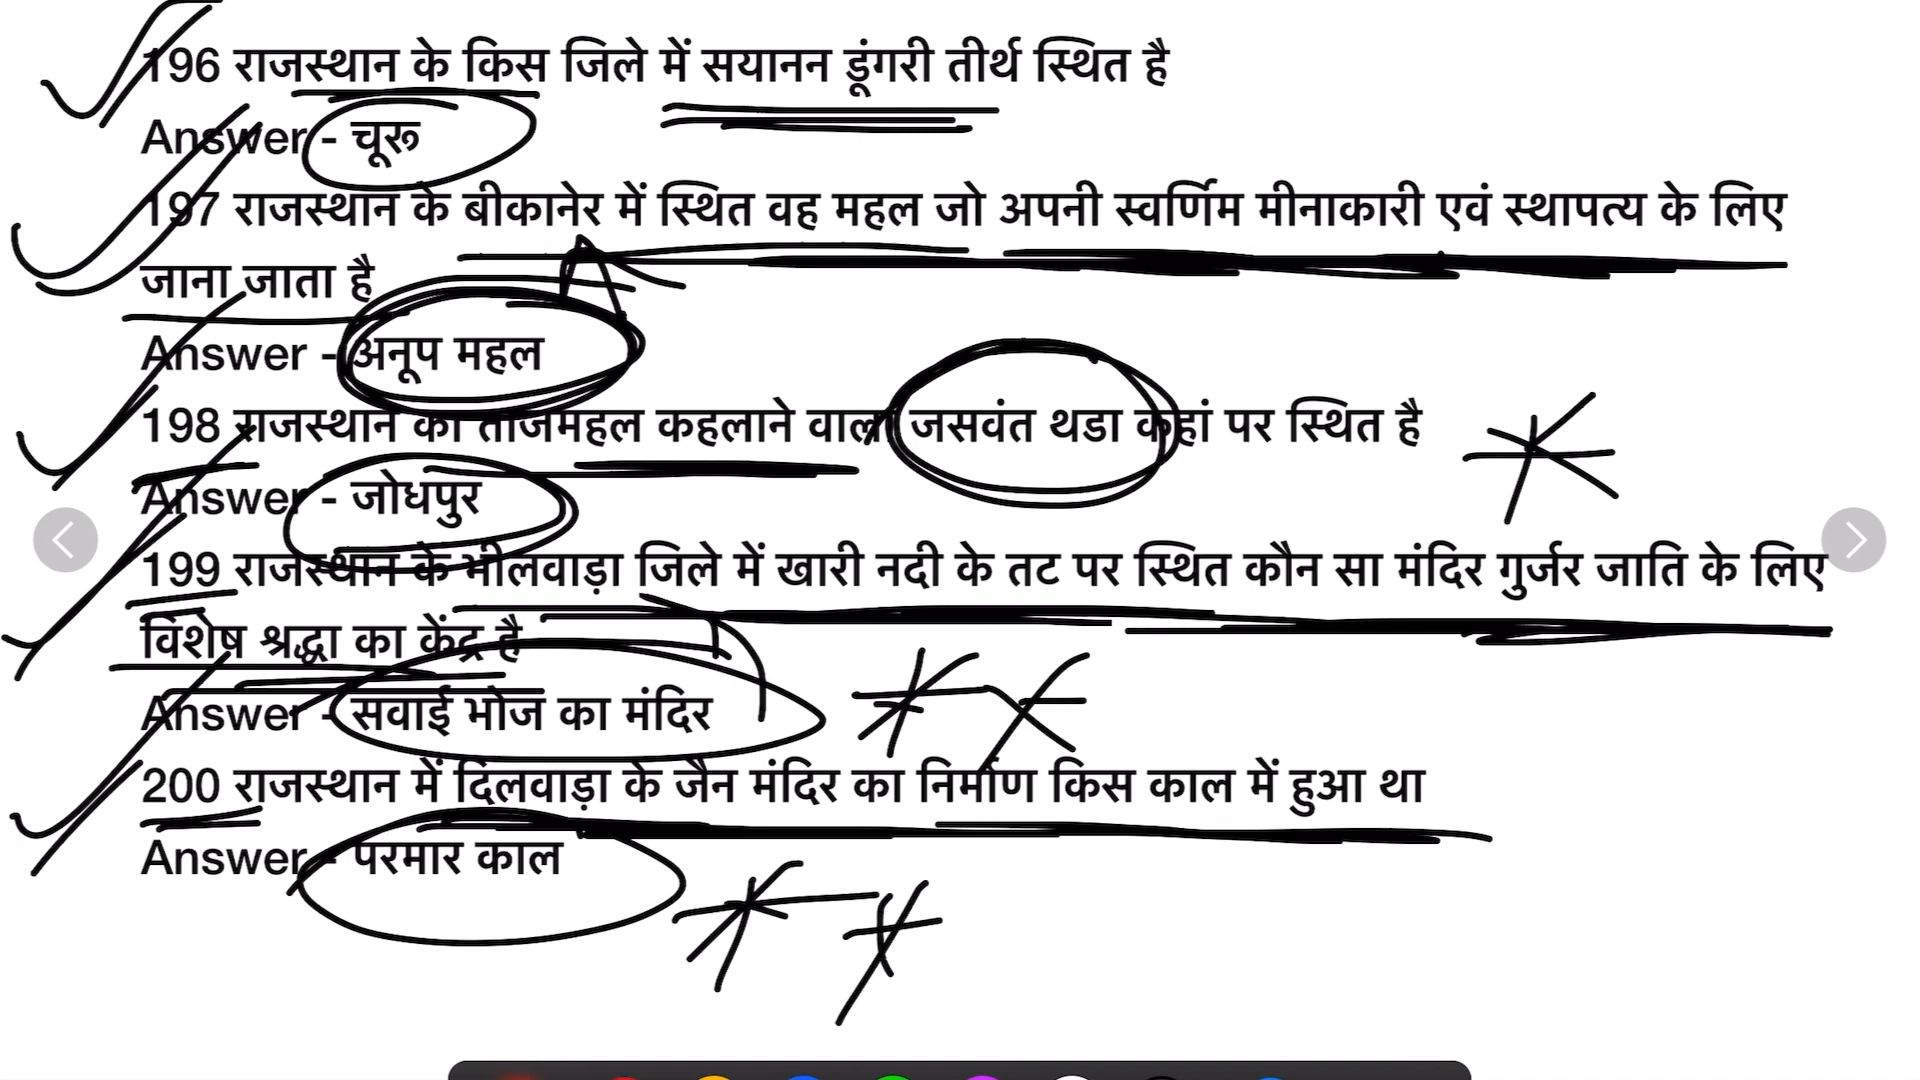 196 राजस्थान के किस जिले में सयानन डूंगरी तीर्थ स्थित है
Answer - चूरू
197 राजस्थान के बीकानेर में स्थित वह महल जो अपनी स्वर्णिम मीनाकारी एवं स्थापत्य के लिए
जाना जाता है
Answer - अनूप महल
198 राजस्थान का ताजमहल कहलाने वाला जसवंत थडा कहां पर स्थित है
Answer - जोधपुर
199 राजस्थान के भीलवाड़ा जिले में खारी नदी के तट पर स्थित कौन सा मंदिर गुर्जर जाति के लिए
विशेष श्रद्धा का केंद्र है
Answer - सवाई भोज का मंदिर
200 राजस्थान में दिलवाड़ा के जैन मंदिर का निर्माण किस काल में हुआ था
Answer - परमार काल